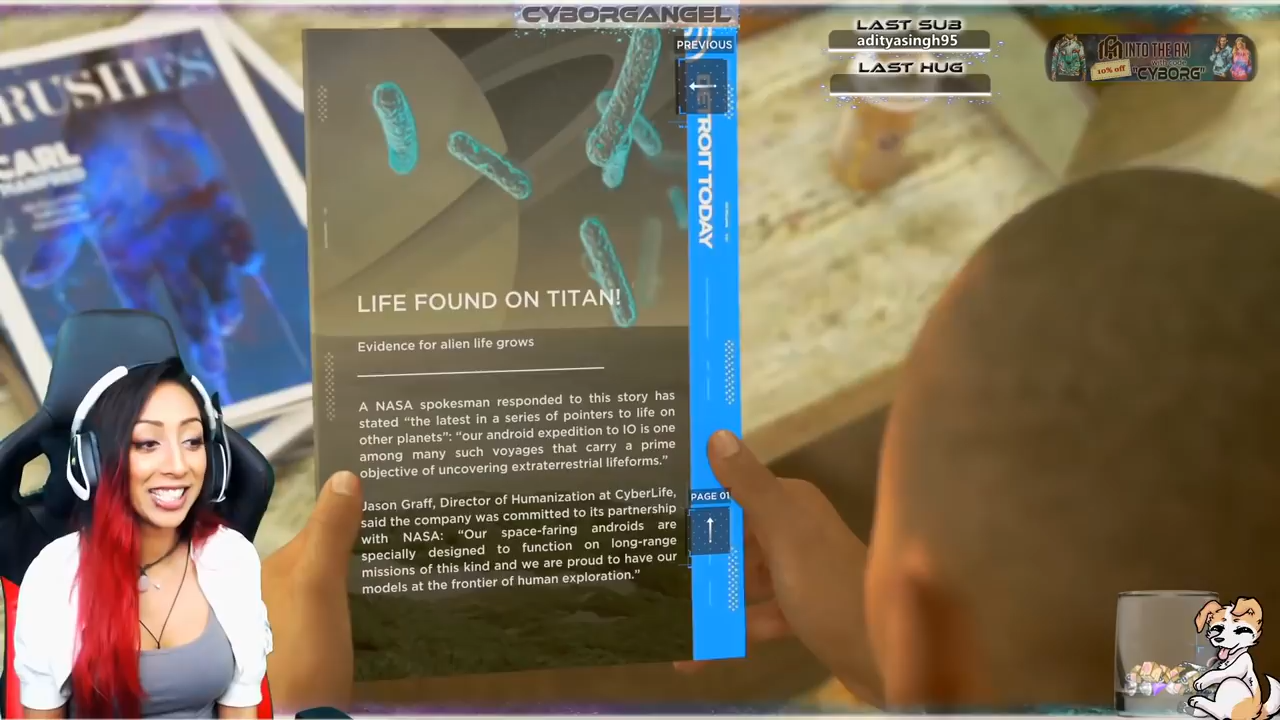 CYBORGANGEL
LAST SUB
adityasingh95
LAST HUG
INTO THE AM
with code
10% off
"CYBORG"
RUSHES
CARL
PREVIOUS
DETROIT TODAY
LIFE FOUND ON TITAN!
Evidence for alien life grows
A NASA spokesman responded to this story has
stated “the latest in a series of pointers to life on
other planets”: “our android expedition to IO is one
among many such voyages that carry a prime
objective of uncovering extraterrestrial lifeforms.”
Jason Graff, Director of Humanization at CyberLife,
said the company was committed to its partnership
with NASA: “Our space-faring androids are
specially designed to function on long-range
missions of this kind and we are proud to have our
models at the frontier of human exploration.”
PAGE 01